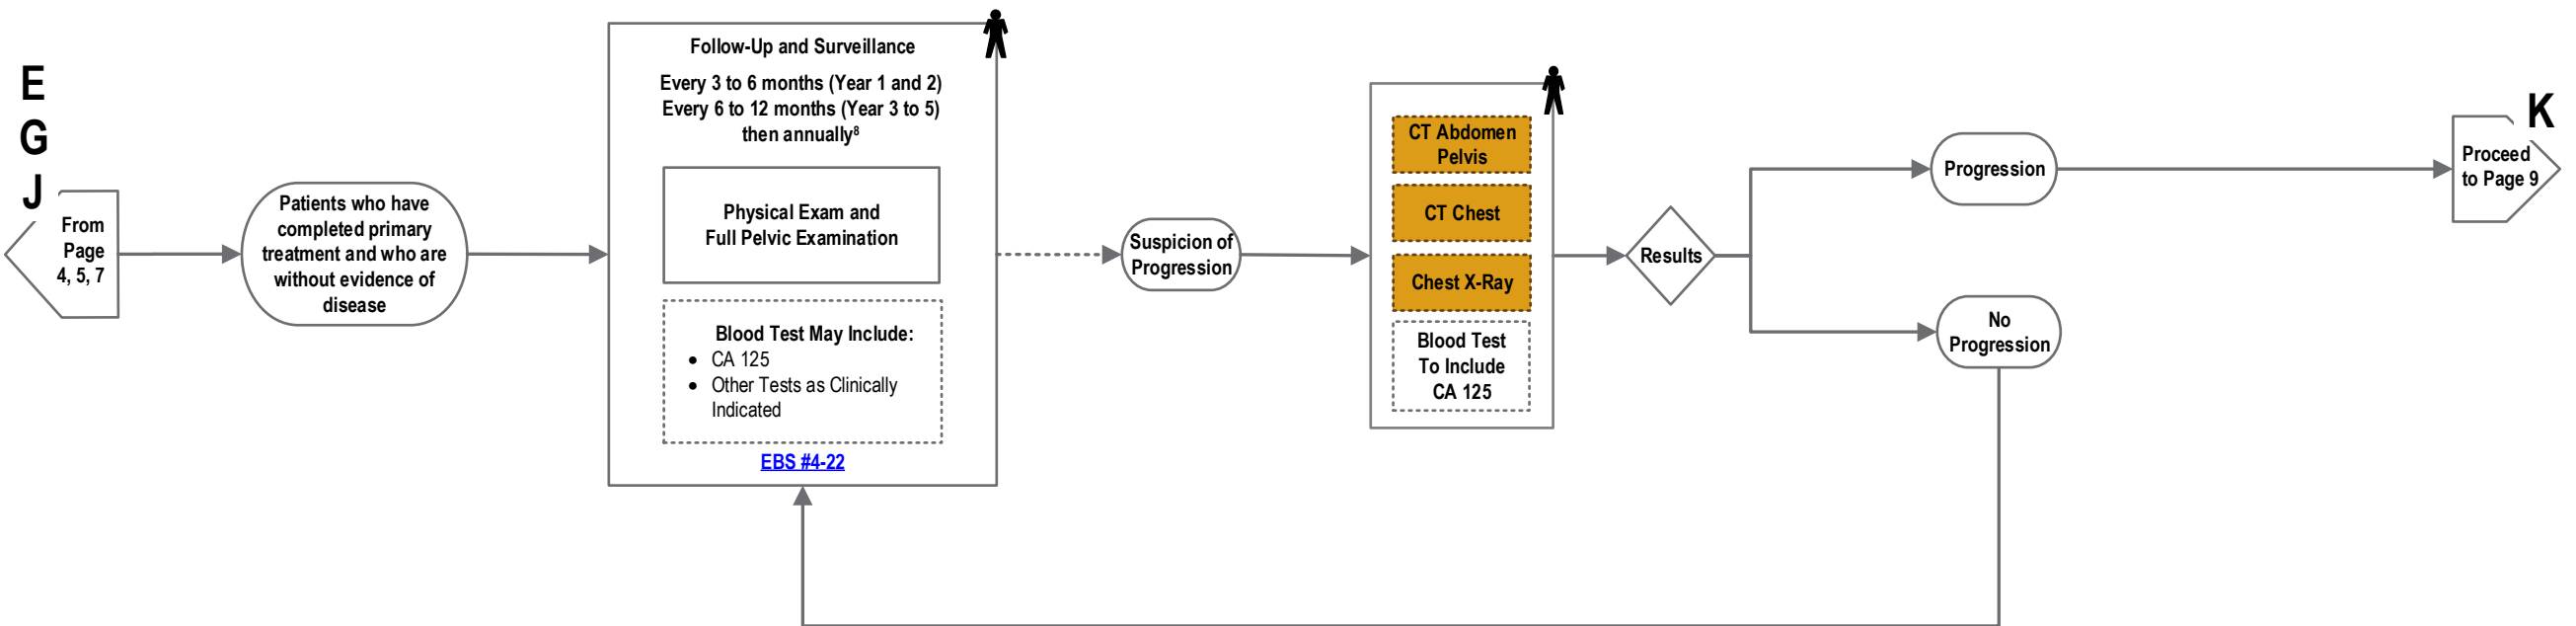 E
G
J
From
Page
4, 5, 7
Patients who have
completed primary
treatment and who are
without evidence of
disease
Follow-Up and Surveillance
Every 3 to 6 months (Year 1 and 2)
Every 6 to 12 months (Year 3 to 5)
then annually⁸
Physical Exam and
Full Pelvic Examination
Blood Test May Include:
• CA 125
• Other Tests as Clinically
Indicated
EBS #4-22
Suspicion of
Progression
CT Abdomen
Pelvis
CT Chest
Chest X-Ray
Blood Test
To Include
CA 125
Results
Progression
No
Progression
K
Proceed
to Page 9